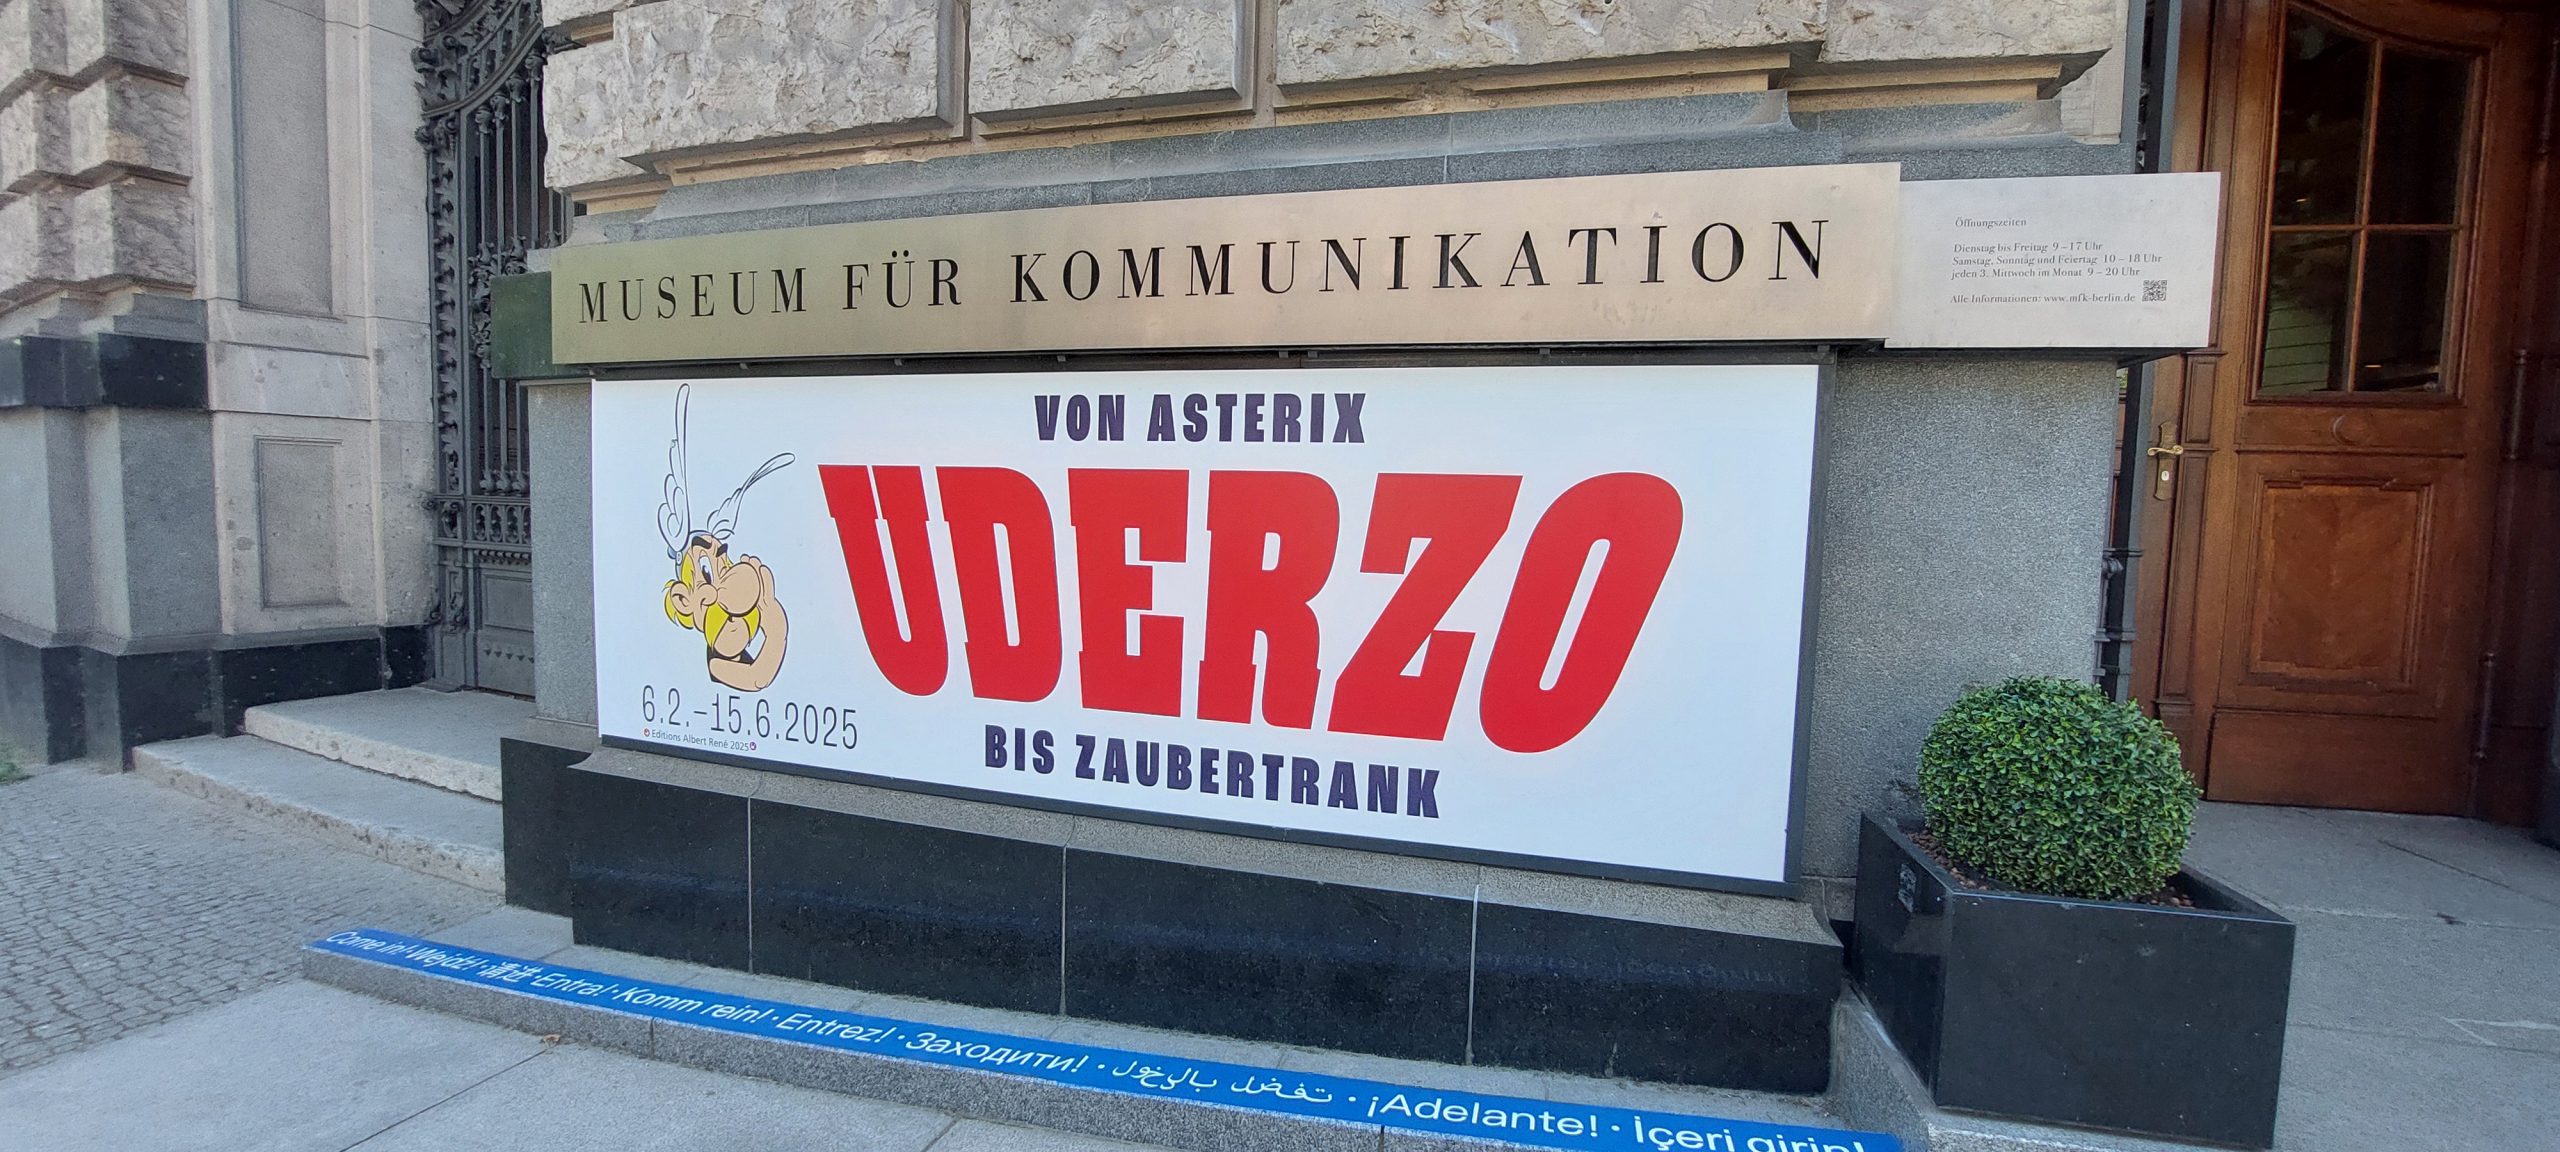 MUSEUM FÜR KOMMUNIKATION
Öffnungszeiten
Dienstag bis Freitag 9 – 17 Uhr
Samstag, Sonntag und Feiertag 10 – 18 Uhr
jeden 3. Mittwoch im Monat 9 – 20 Uhr
Alle Informationen: www.mfk-berlin.de
VON ASTERIX
UDERZO
BIS ZAUBERTRANK
6.2.–15.6.2025
Editions Albert René 2025
Come in! · Wejdź! · 请进 · Entra! · Komm rein! · Entrez! · Заходити! · تفضل بالدخول · ¡Adelante! · İçeri girin!